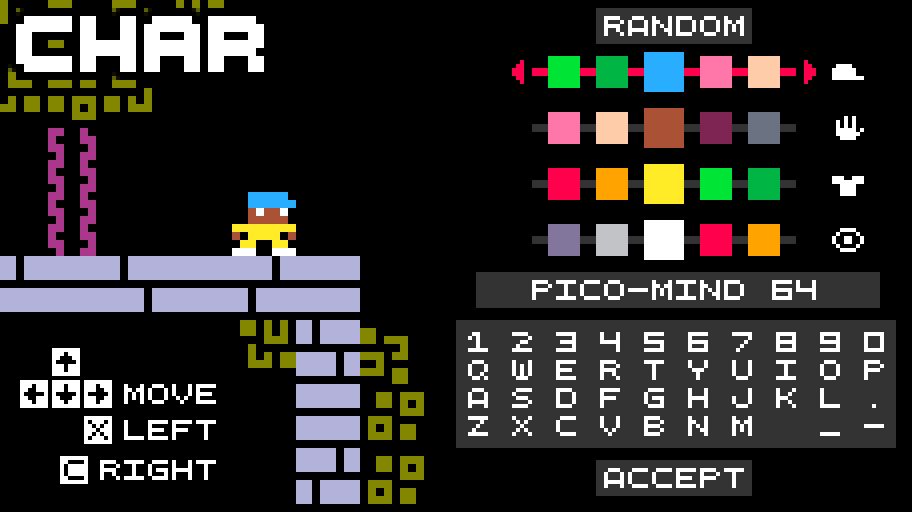 CHAR
RANDOM
PICO-MIND 64
1 2 3 4 5 6 7 8 9 0
Q W E R T Y U I O P
A S D F G H J K L .
Z X C V B N M _ -
ACCEPT
MOVE
X LEFT
C RIGHT